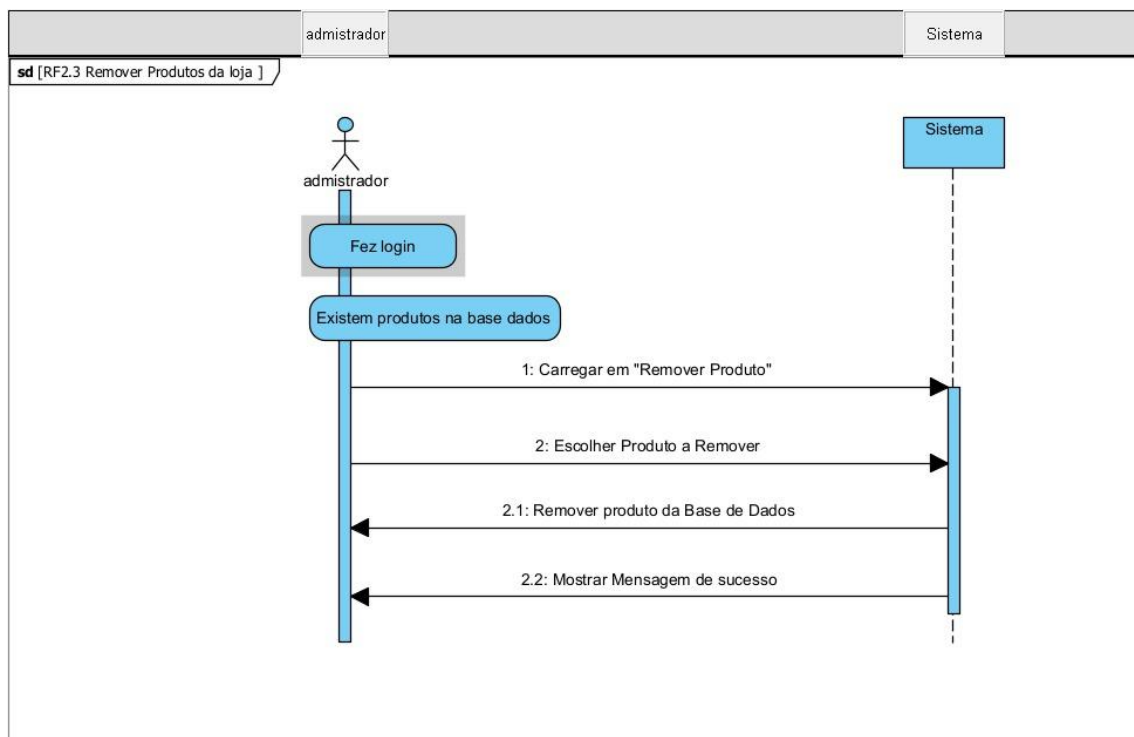 admistrador
Sistema
sd [RF2.3 Remover Produtos da loja ]
Sistema
admistrador
Fez login
Existem produtos na base dados
1: Carregar em "Remover Produto"
2: Escolher Produto a Remover
2.1: Remover produto da Base de Dados
2.2: Mostrar Mensagem de sucesso